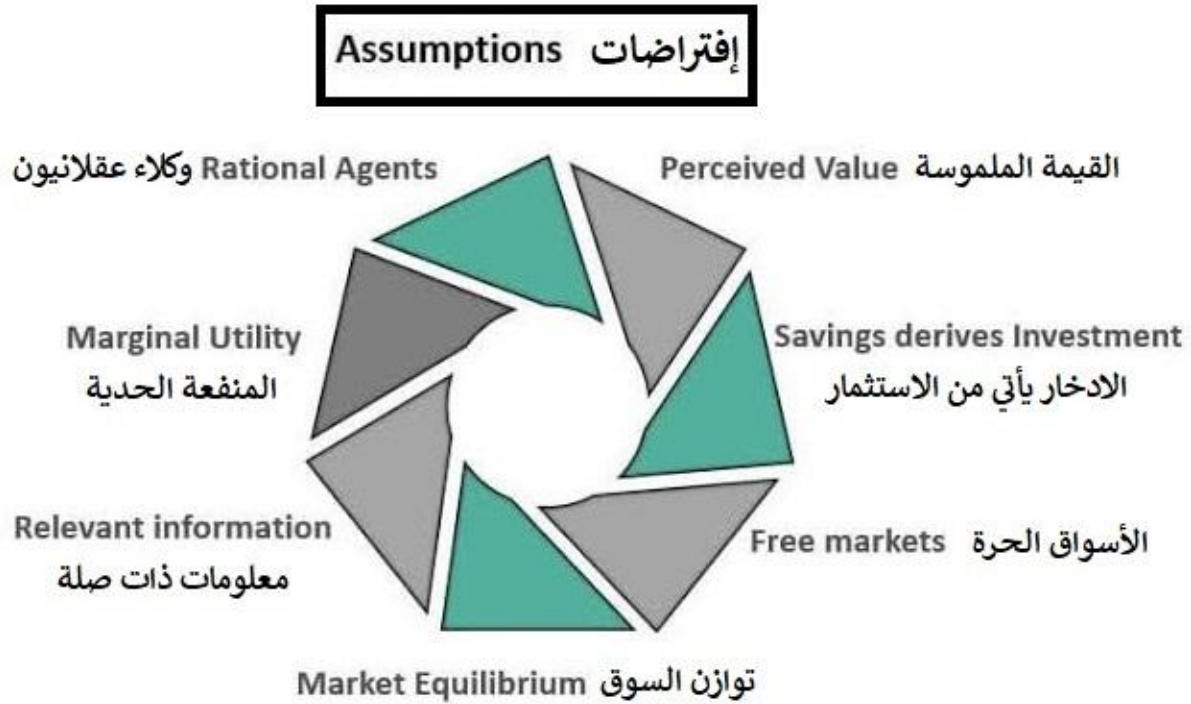 Assumptions إفتراضات
وكلاء عقلانيون Rational Agents
Perceived Value القيمة الملموسة
Marginal Utility
المنفعة الحدية
Savings derives Investment
الادخار يأتي من الاستثمار
Relevant information
معلومات ذات صلة
Free markets الأسواق الحرة
Market Equilibrium توازن السوق